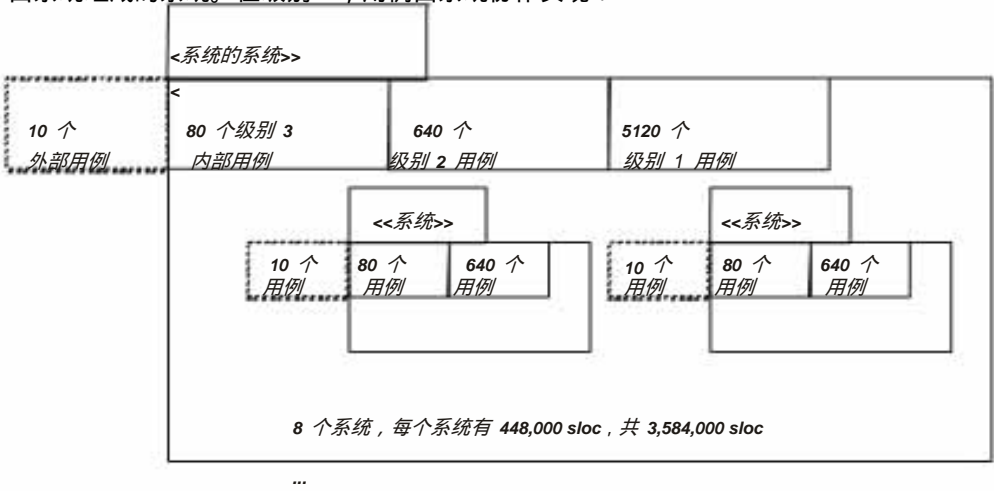 <系统的系统>>
<
10 个
外部用例
80 个级别 3
内部用例
640 个
级别 2 用例
5120 个
级别 1 用例
<<系统>>
10 个
用例
80 个
用例
640 个
用例
<<系统>>
10 个
用例
80 个
用例
640 个
用例
8 个系统，每个系统有 448,000 sloc，共 3,584,000 sloc
...